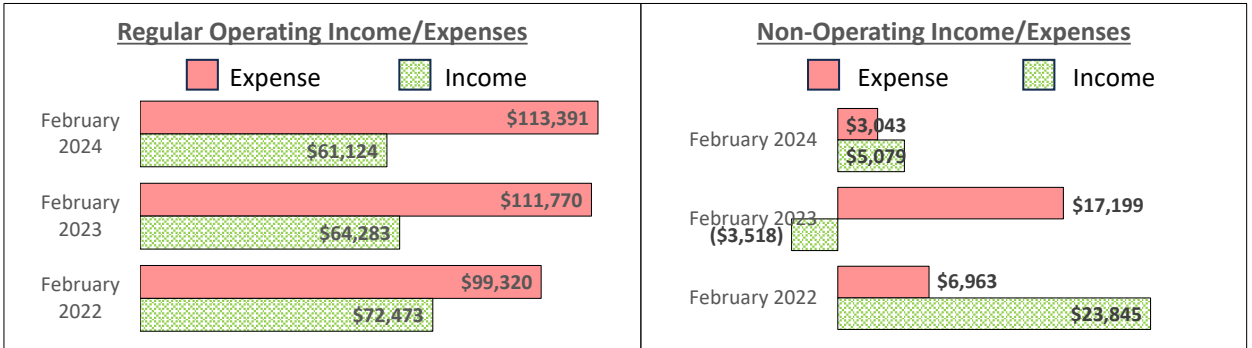 Regular Operating Income/Expenses
Expense
Income
February
2024
$113,391
$61,124
February
2023
$111,770
$64,283
February
2022
$99,320
$72,473
Non-Operating Income/Expenses
Expense
Income
February 2024
$3,043
$5,079
February 2023
$17,199
($3,518)
February 2022
$6,963
$23,845